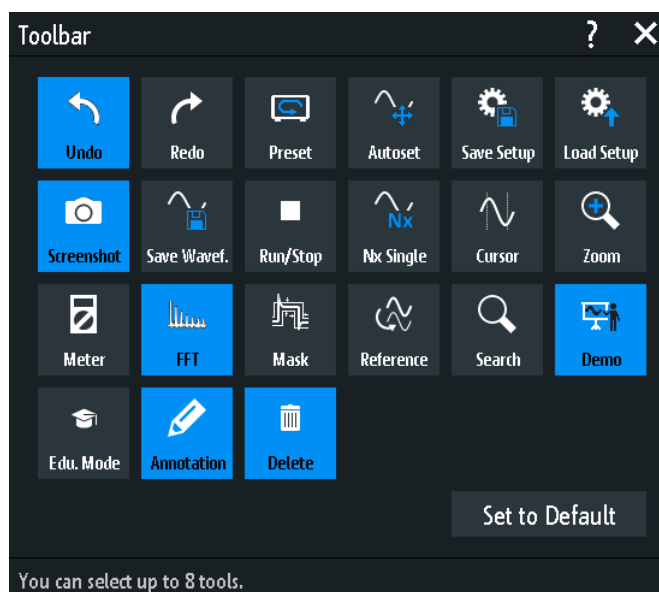 Toolbar ? X
Undo Redo Preset Autoset Save Setup Load Setup
Nx
Screenshot Save Wavef. Run/Stop Nx Single Cursor Zoom
Meter FFT Mask Reference Search Demo
Edu. Mode Annotation Delete
Set to Default
You can select up to 8 tools.